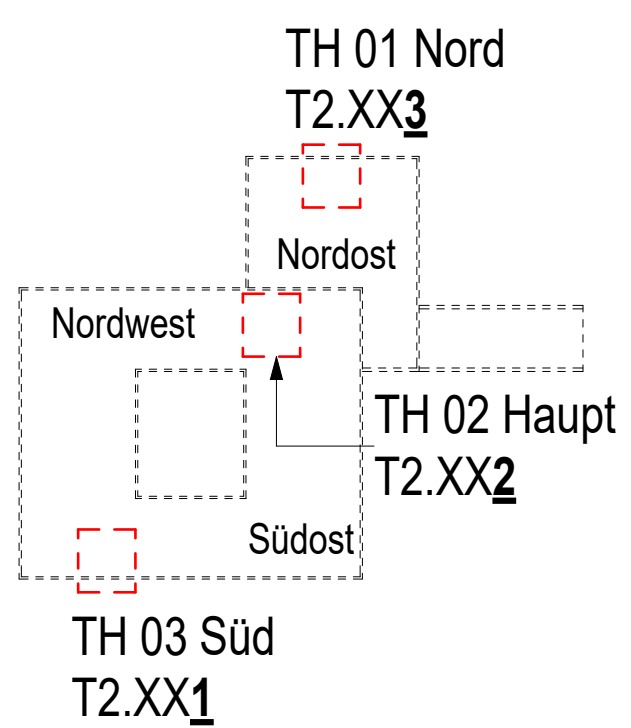 TH 01 Nord
T2.XX3
Nordost
Nordwest
TH 02 Haupt
T2.XX2
Südost
TH 03 Süd
T2.XX1